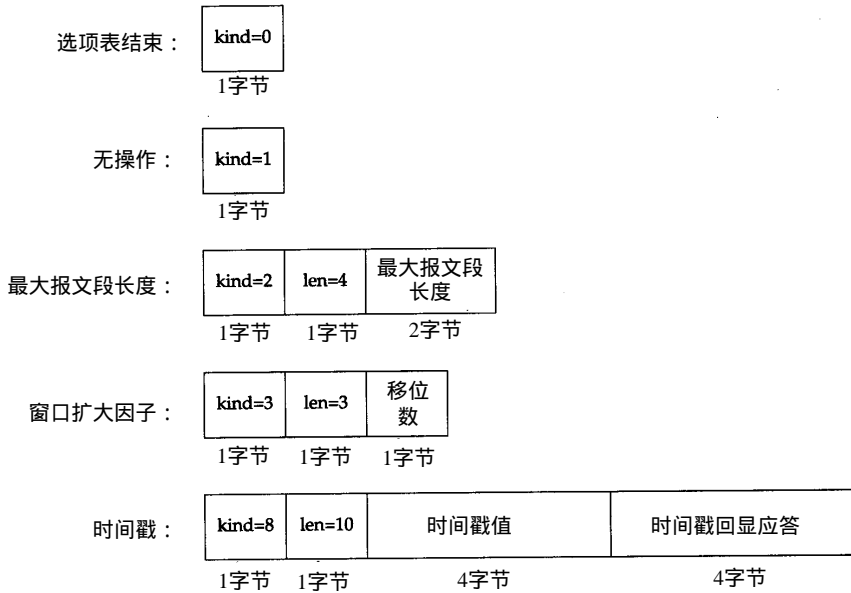 选项表结束： kind=0
1字节
无操作： kind=1
1字节
最大报文段长度： kind=2 len=4 最大报文段
长度
1字节 1字节 2字节
窗口扩大因子： kind=3 len=3 移位
数
1字节 1字节 1字节
时间戳： kind=8 len=10 时间戳值 时间戳回显应答
1字节 1字节 4字节 4字节